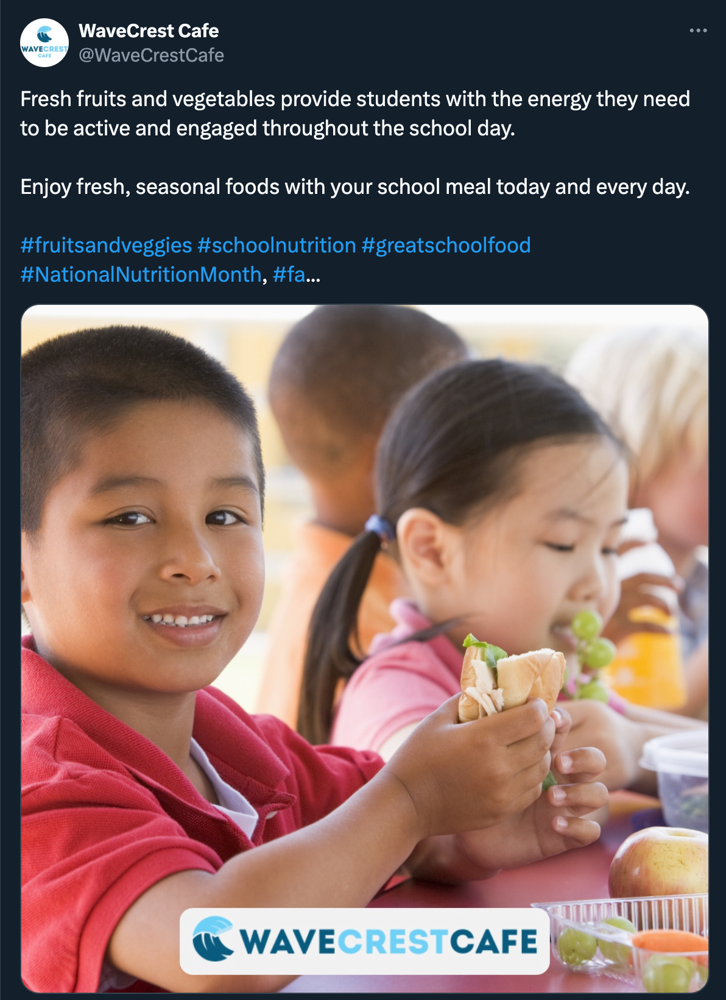 WAVECREST
CAFE
WaveCrest Cafe
@WaveCrestCafe
Fresh fruits and vegetables provide students with the energy they need
to be active and engaged throughout the school day.
Enjoy fresh, seasonal foods with your school meal today and every day.
#fruitsandveggies #schoolnutrition #greatschoolfood
#NationalNutritionMonth, #fa...
WAVECRESTCAFE